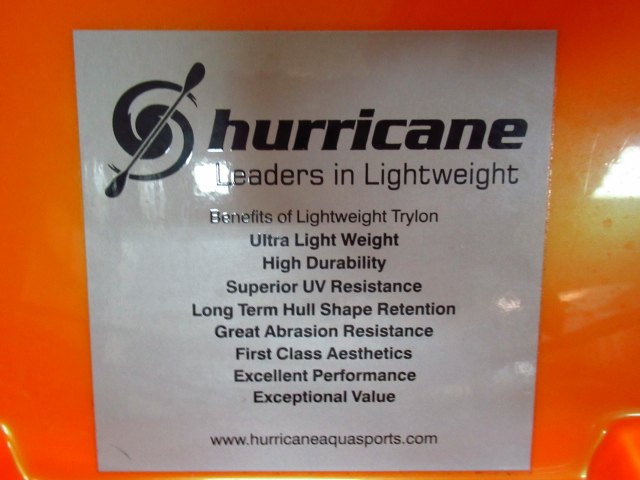 hurricane
Leaders in Lightweight
Benefits of Lightweight Trylon
Ultra Light Weight
High Durability
Superior UV Resistance
Long Term Hull Shape Retention
Great Abrasion Resistance
First Class Aesthetics
Excellent Performance
Exceptional Value
www.hurricaneaquasports.com